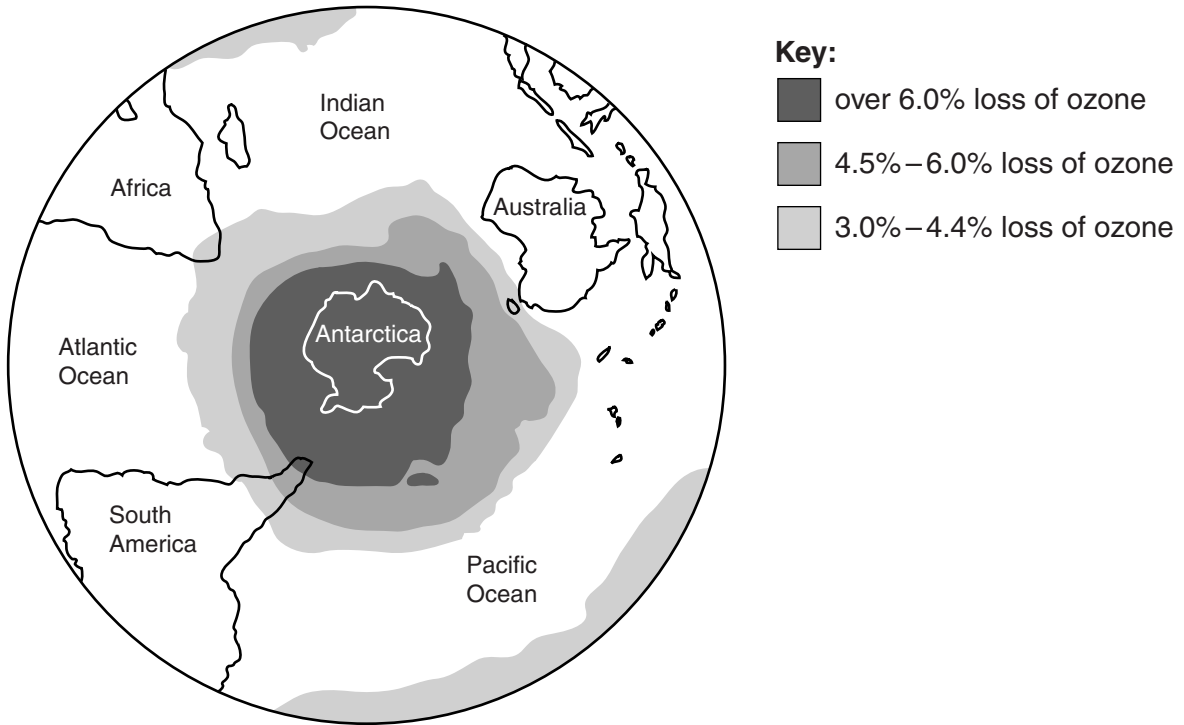 Indian
Ocean
Africa
Australia
Antarctica
Atlantic
Ocean
South
America
Pacific
Ocean
Key:
over 6.0% loss of ozone
4.5%–6.0% loss of ozone
3.0%–4.4% loss of ozone